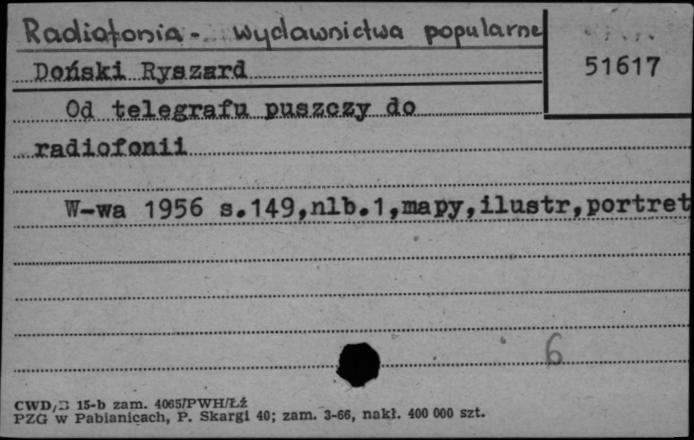 Radiofonia - wydawnictwa popularne
Doński Ryszard
51617
Od telegrafu puszczy do
radiofonii
W-wa 1956 s.149,nlb.1,mapy,ilustr,portret
6
CWD/B 15-b zam. 4065/PWH/Łź
PZG w Pabianicach, P. Skargi 40; zam. 3-66, nakł. 400 000 szt.